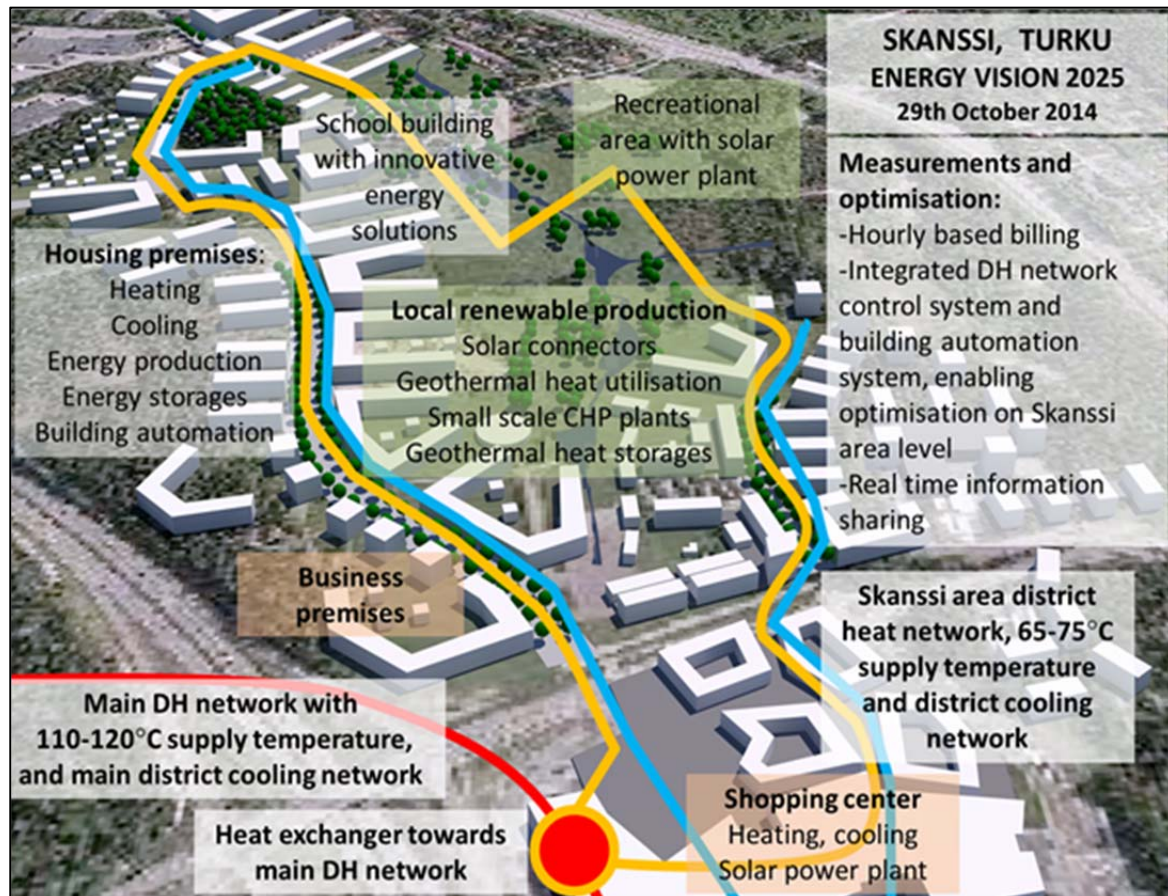 SKANSSI, TURKU
ENERGY VISION 2025
29th October 2014
Measurements and
optimisation:
-Hourly based billing
-Integrated DH network
control system and
building automation
system, enabling
optimisation on Skanssi
area level
-Real time information
sharing
Recreational
area with solar
power plant
School building
with innovative
energy
solutions
Housing premises:
Heating
Cooling
Energy production
Energy storages
Building automation
Local renewable production
Solar connectors
Geothermal heat utilisation
Small scale CHP plants
Geothermal heat storages
Business
premises
Skanssi area district
heat network, 65-75°C
supply temperature
and district cooling
network
Main DH network with
110-120°C supply temperature,
and main district cooling network
Shopping center
Heating, cooling
Solar power plant
Heat exchanger towards
main DH network